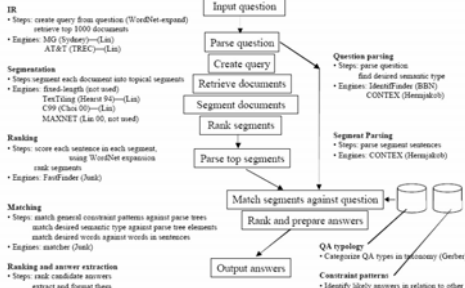 IR
• Steps: create query from question (WordNet-expand)
retrieve top 1000 documents
• Engines: MG (Sydney)—(Lin)
AT&T (TREC)—(Lin)
Segmentation
• Steps segment each document into topical segments
• Engines: fixed-length (not used)
TexTiling (Hearst 94)—(Lin)
C99 (Choi 00)—(Lin)
MAXNET (Lin 00, not used)
Ranking
• Steps: score each sentence in each segment,
using WordNet expansion
rank segments
• Engines: FastFinder (Junk)
Matching
• Steps: match general constraint patterns against parse trees
match desired semantic type against parse tree elements
match desired words against words in sentences
• Engines: matcher (Junk)
Ranking and answer extraction
• Steps: rank candidate answers
extract and format them
Input question
Parse question
Create query
Retrieve documents
Segment documents
Rank segments
Parse top segments
Match segments against question
Rank and prepare answers
Output answers
Question parsing
• Steps: parse question
find desired semantic type
• Engines: IdentiFinder (BBN)
CONTEX (Hermjakob)
Segment Parsing
• Steps: parse segment sentences
• Engines: CONTEX (Hermjakob)
QA typology
• Categorize QA types in taxonomy (Gerber
Constraint patterns
• Identify likely answers in relation to other